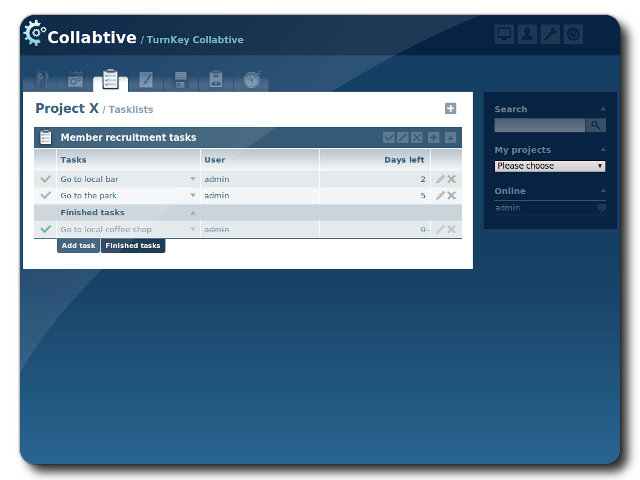 Collabtive / TurnKey Collabtive
Project X / Tasklists
Member recruitment tasks
Tasks User Days left
Go to local bar admin 2
Go to the park admin 5
Finished tasks
Go to local coffee shop admin 0
Add task Finished tasks
Search
My projects
Please choose
Online
admin